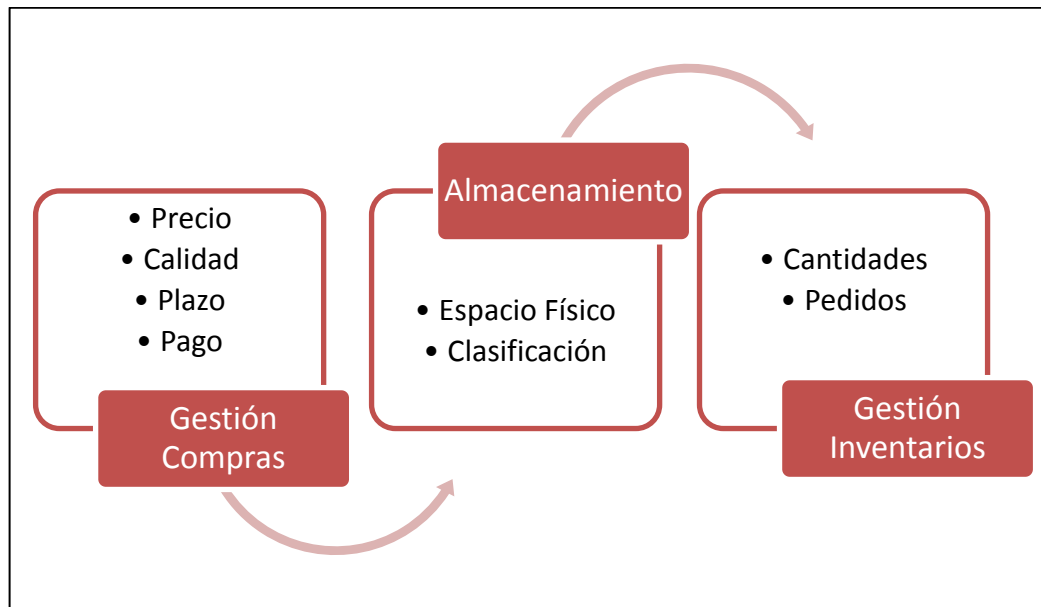 • Precio
• Calidad
• Plazo
• Pago
Gestión
Compras
Almacenamiento
• Espacio Físico
• Clasificación
• Cantidades
• Pedidos
Gestión
Inventarios